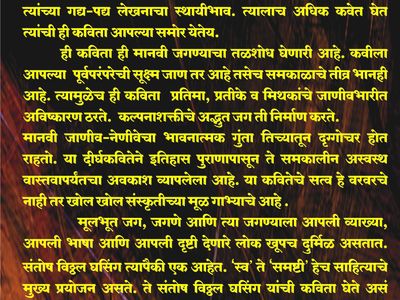 त्यांच्या गद्य-पद्य लेखनाचा स्थायीभाव. त्यालाच अधिक कवेत घेत
त्यांची ही कविता आपल्या समोर येतेय.
ही कविता ही मानवी जगण्याचा तळशोध घेणारी आहे. कवीला
आपल्या पूर्वपरंपरेची सूक्ष्म जाण तर आहे तसेच समकाळाचे तीव्र भानही
आहे. त्यामुळेच ही कविता प्रतिमा, प्रतीके व मिथकांचे जाणीवभारीत
अविष्कारण ठरते. कल्पनाशक्तीचे अद्भुत जग ती निर्माण करते.
मानवी जाणीव-नेणीवेचा भावनात्मक गुंता तिच्यातून दृग्गोचर होत
राहतो. या दीर्घकवितेने इतिहास पुराणापासून ते समकालीन अस्वस्थ
वास्तवापर्यंतचा अवकाश व्यापलेला आहे. या कवितेचे सत्व हे वरवरचे
नाही तर खोल खोल संस्कृतीच्या मूळ गाभ्याचे आहे .
मूलभूत जग, जगणे आणि त्या जगण्याला आपली व्याख्या,
आपली भाषा आणि आपली दृष्टी देणारे लोक खूपच दुर्मिळ असतात.
संतोष विठ्ठल घसिंग त्यापैकी एक आहेत. 'स्व' ते 'समष्टी' हेच साहित्याचे
मुख्य प्रयोजन असते. ते संतोष विठ्ठल घसिंग यांची कविता घेते असं